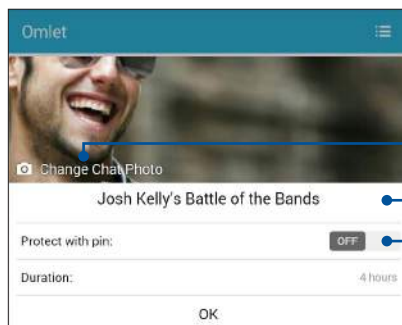 Omlet
Change Chat Photo
Josh Kelly's Battle of the Bands
Protect with pin: OFF
Duration: 4 hours
OK